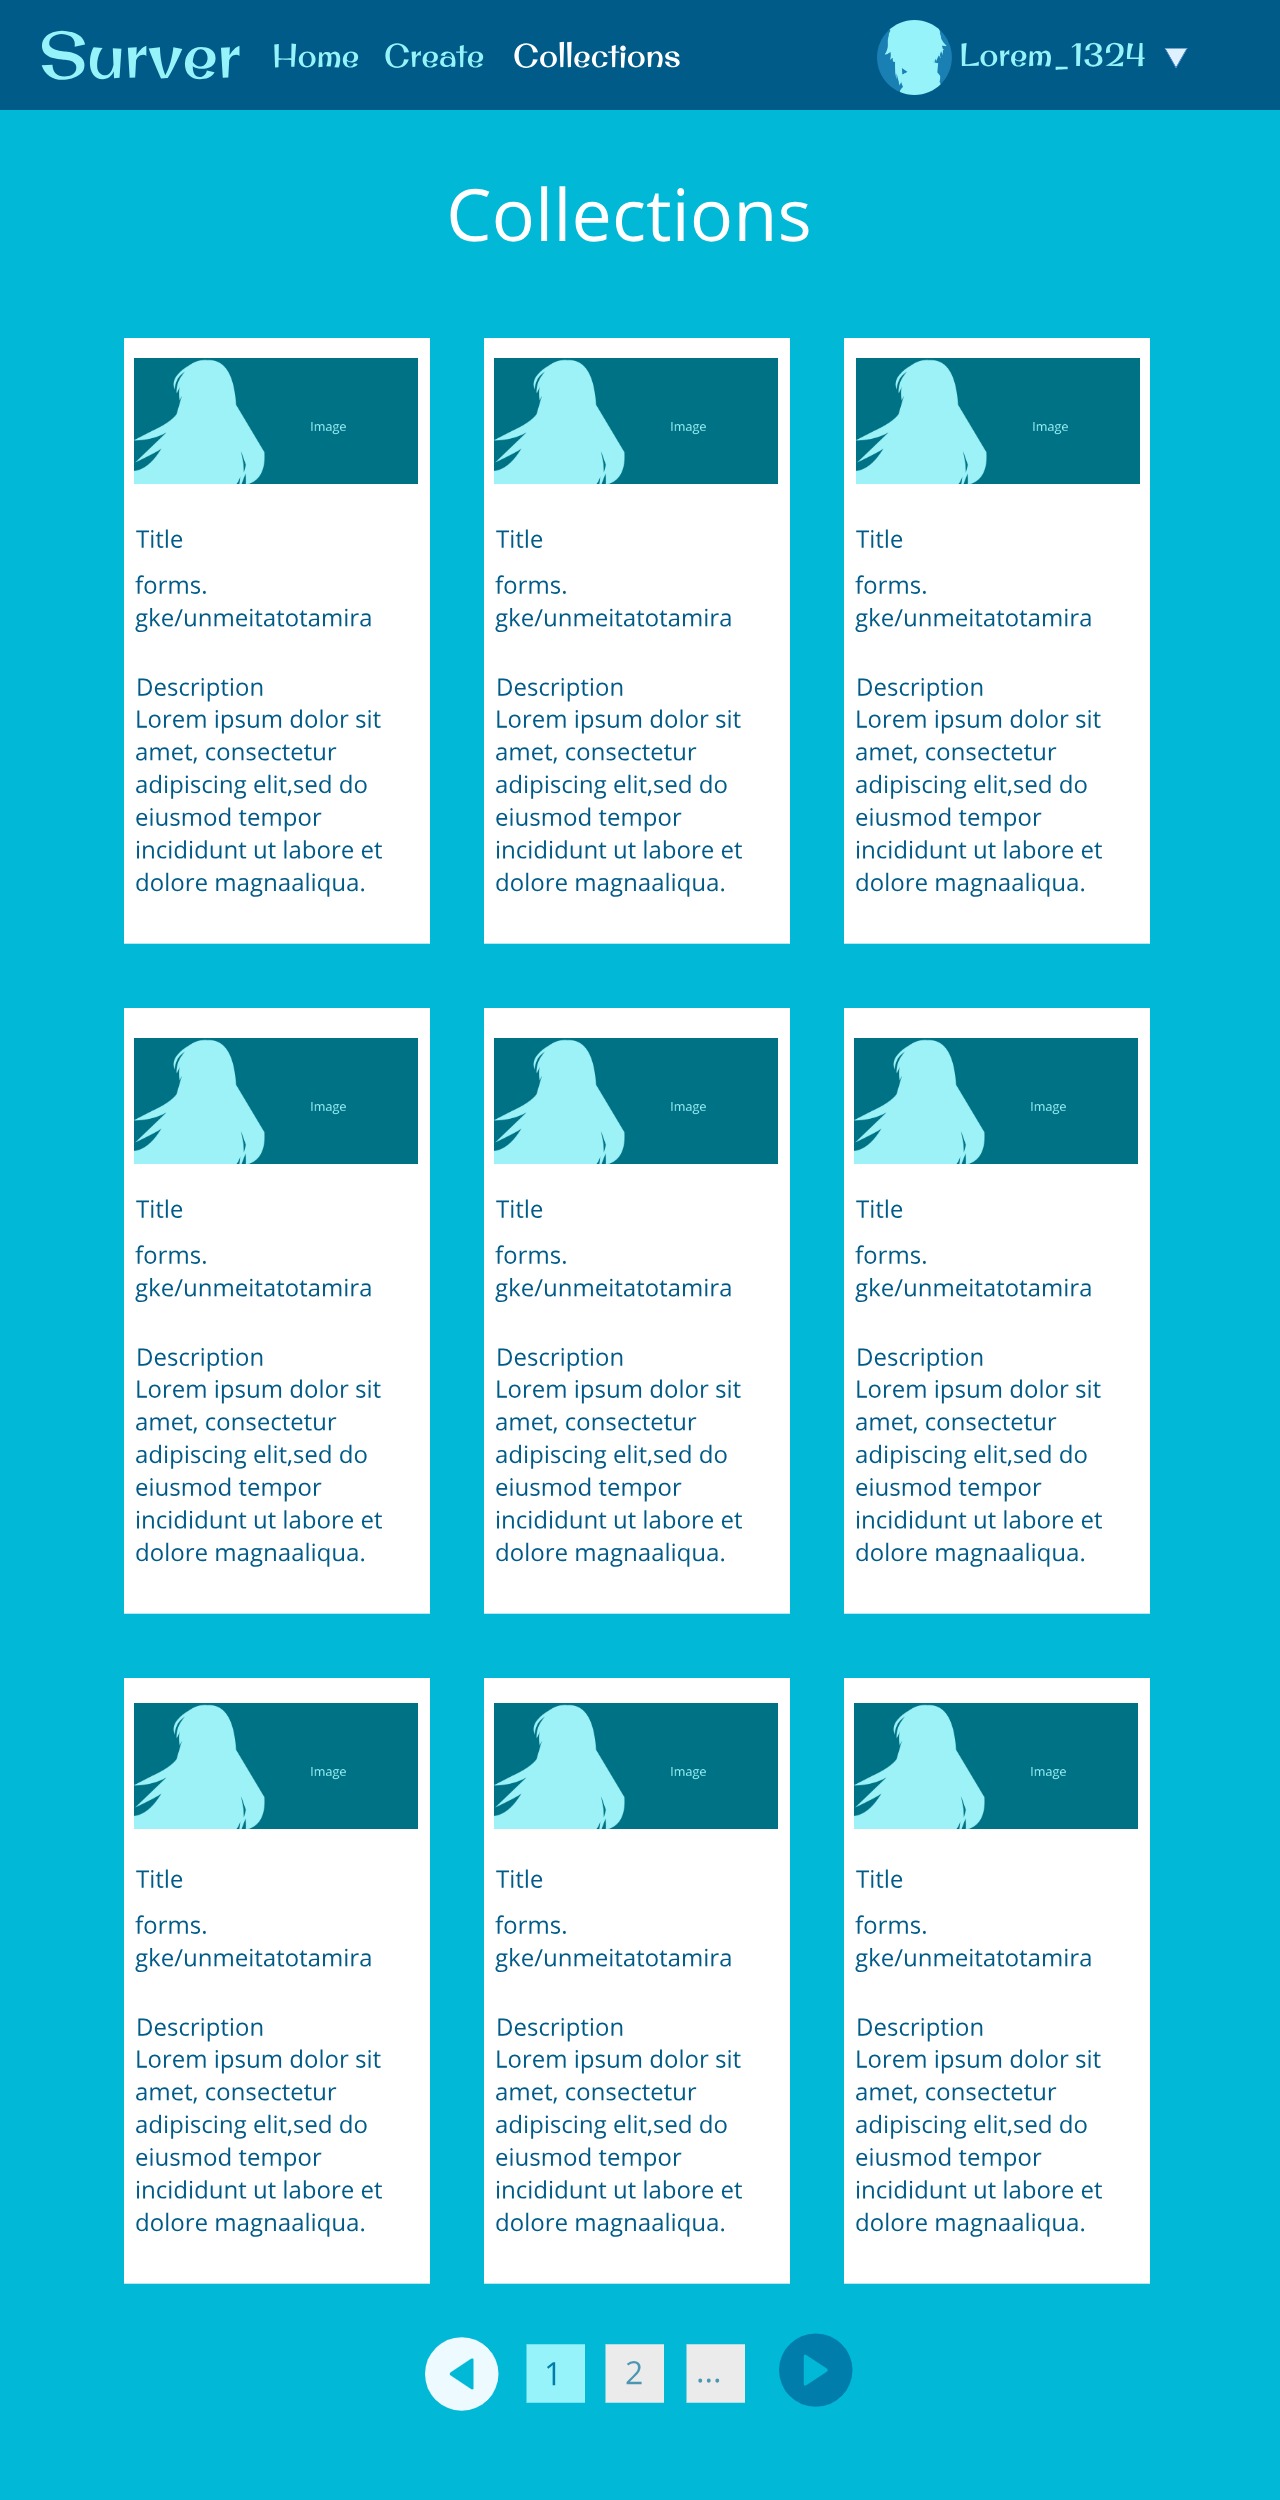 Surver Home Create Collections Lorem_1324
Collections
Image Image Image
Title Title Title
forms. forms. forms.
gke/unmeitatotamira gke/unmeitatotamira gke/unmeitatotamira
Description Description Description
Lorem ipsum dolor sit Lorem ipsum dolor sit Lorem ipsum dolor sit
amet, consectetur amet, consectetur amet, consectetur
adipiscing elit,sed do adipiscing elit,sed do adipiscing elit,sed do
eiusmod tempor eiusmod tempor eiusmod tempor
incididunt ut labore et incididunt ut labore et incididunt ut labore et
dolore magnaaliqua. dolore magnaaliqua. dolore magnaaliqua.
Image Image Image
Title Title Title
forms. forms. forms.
gke/unmeitatotamira gke/unmeitatotamira gke/unmeitatotamira
Description Description Description
Lorem ipsum dolor sit Lorem ipsum dolor sit Lorem ipsum dolor sit
amet, consectetur amet, consectetur amet, consectetur
adipiscing elit,sed do adipiscing elit,sed do adipiscing elit,sed do
eiusmod tempor eiusmod tempor eiusmod tempor
incididunt ut labore et incididunt ut labore et incididunt ut labore et
dolore magnaaliqua. dolore magnaaliqua. dolore magnaaliqua.
Image Image Image
Title Title Title
forms. forms. forms.
gke/unmeitatotamira gke/unmeitatotamira gke/unmeitatotamira
Description Description Description
Lorem ipsum dolor sit Lorem ipsum dolor sit Lorem ipsum dolor sit
amet, consectetur amet, consectetur amet, consectetur
adipiscing elit,sed do adipiscing elit,sed do adipiscing elit,sed do
eiusmod tempor eiusmod tempor eiusmod tempor
incididunt ut labore et incididunt ut labore et incididunt ut labore et
dolore magnaaliqua. dolore magnaaliqua. dolore magnaaliqua.
1 2 ...